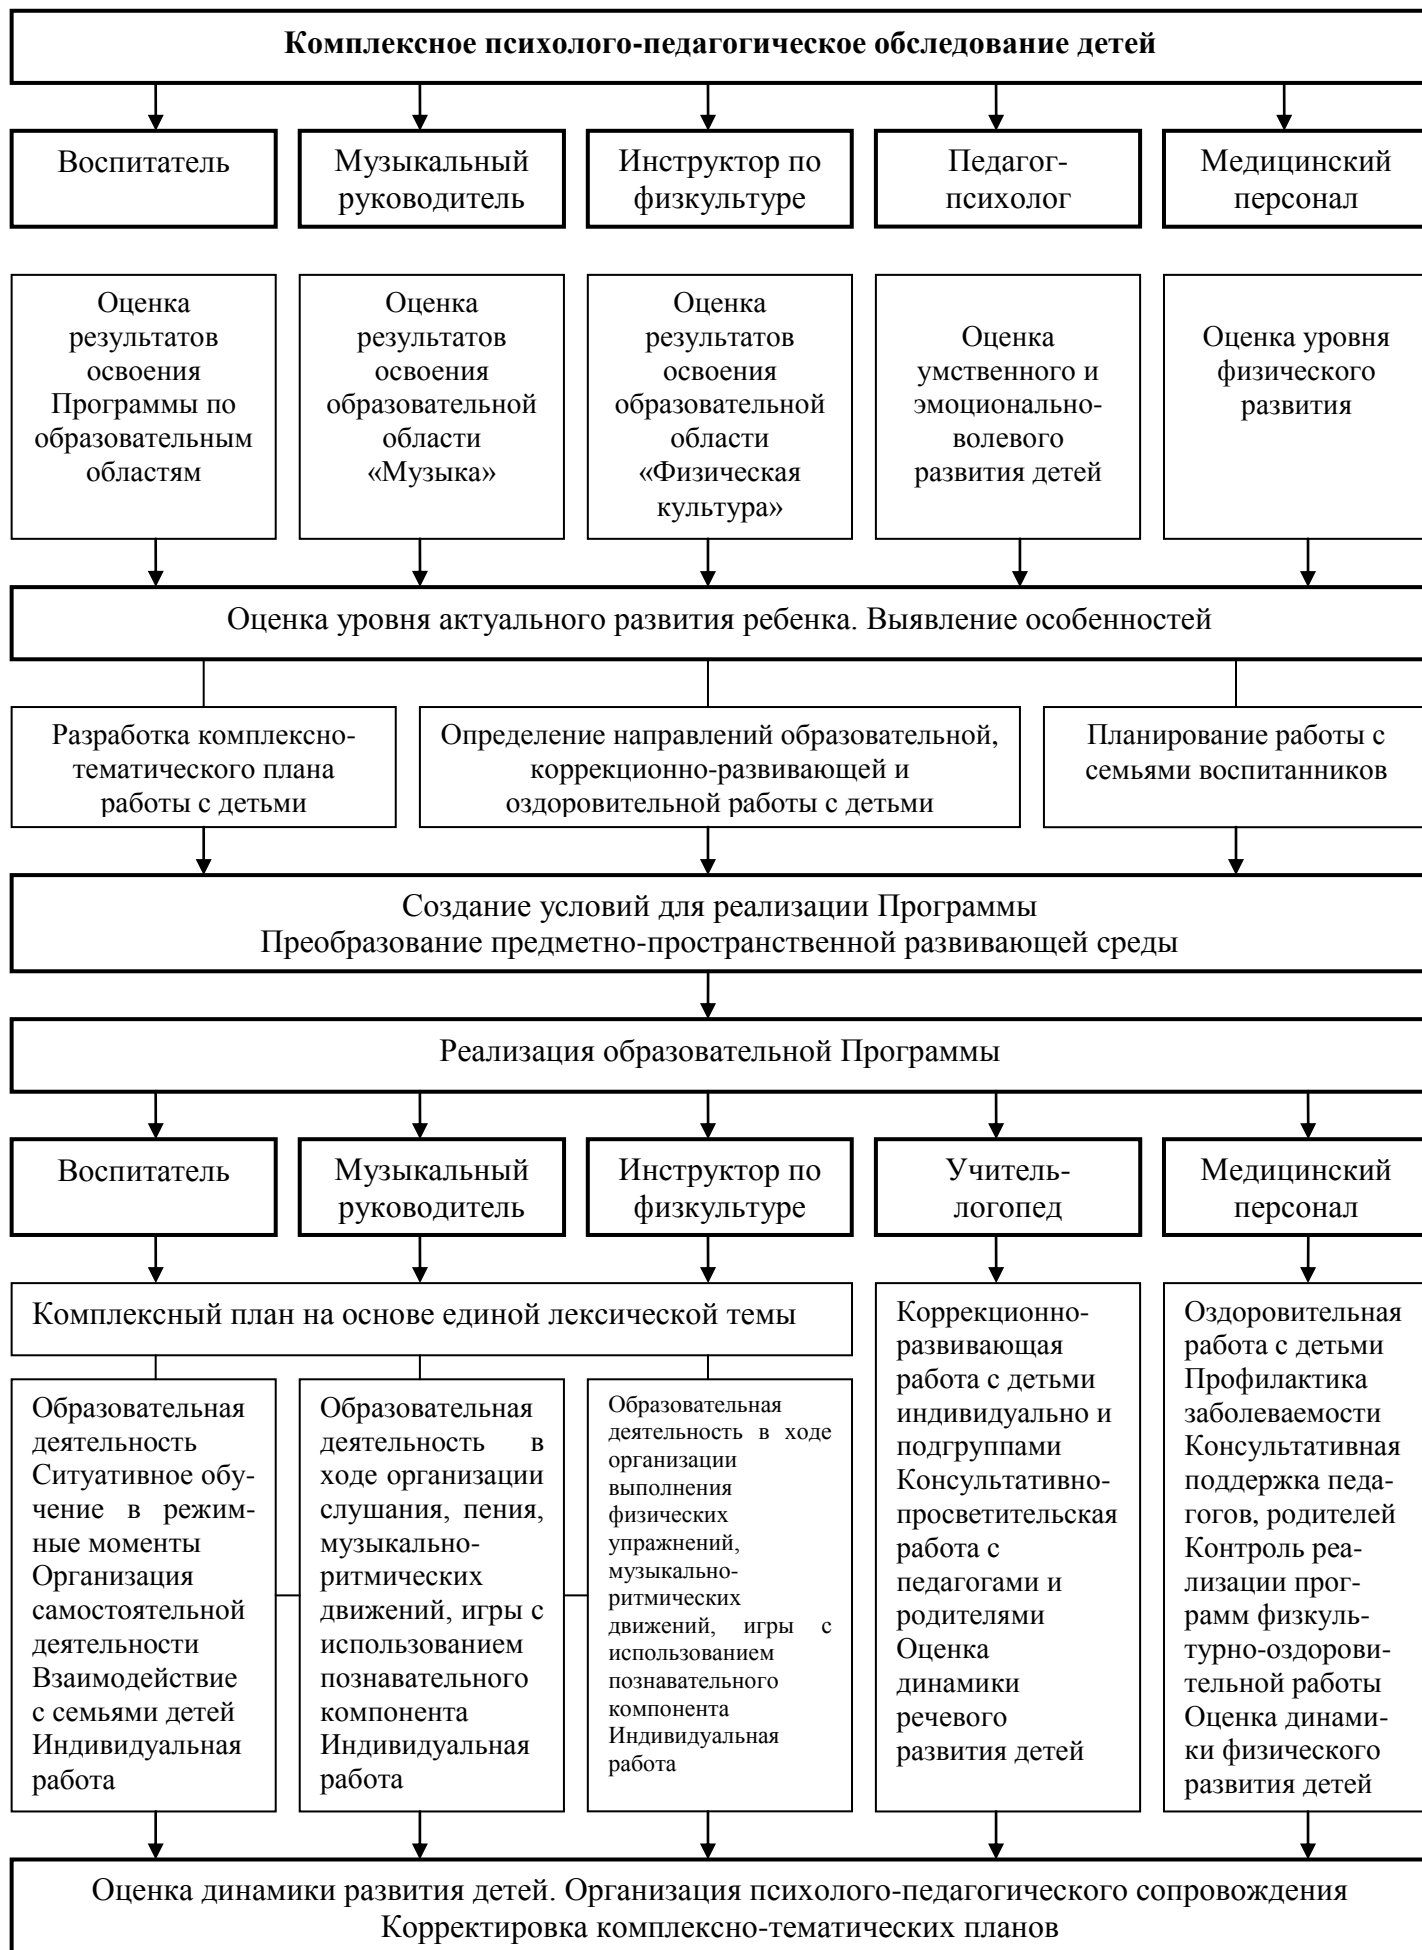 Комплексное психолого-педагогическое обследование детей
Воспитатель
Музыкальный
руководитель
Инструктор по
физкультуре
Педагог-
психолог
Медицинский
персонал
Оценка
результатов
освоения
Программы по
образовательным
областям
Оценка
результатов
освоения
образовательной
области
«Музыка»
Оценка
результатов
освоения
образовательной
области
«Физическая
культура»
Оценка
умственного и
эмоционально-
волевого
развития детей
Оценка уровня
физического
развития
Оценка уровня актуального развития ребенка. Выявление особенностей
Разработка комплексно-
тематического плана
работы с детьми
Определение направлений образовательной,
коррекционно-развивающей и
оздоровительной работы с детьми
Планирование работы с
семьями воспитанников
Создание условий для реализации Программы
Преобразование предметно-пространственной развивающей среды
Реализация образовательной Программы
Воспитатель
Музыкальный
руководитель
Инструктор по
физкультуре
Учитель-
логопед
Медицинский
персонал
Комплексный план на основе единой лексической темы
Образовательная
деятельность
Ситуативное обу-
чение в режим-
ные моменты
Организация
самостоятельной
деятельности
Взаимодействие
с семьями детей
Индивидуальная
работа
Образовательная
деятельность в
ходе организации
слушания, пения,
музыкально-
ритмических
движений, игры с
использованием
познавательного
компонента
Индивидуальная
работа
Образовательная
деятельность в ходе
организации
выполнения
физических
упражнений,
музыкально-
ритмических
движений, игры с
использованием
познавательного
компонента
Индивидуальная
работа
Коррекционно-
развивающая
работа с детьми
индивидуально и
подгруппами
Консультативно-
просветительская
работа с
педагогами и
родителями
Оценка
динамики
речевого
развития детей
Оздоровительная
работа с детьми
Профилактика
заболеваемости
Консультативная
поддержка педа-
гогов, родителей
Контроль реа-
лизации прог-
рамм физкуль-
турно-оздорови-
тельной работы
Оценка динами-
ки физического
развития детей
Оценка динамики развития детей. Организация психолого-педагогического сопровождения
Корректировка комплексно-тематических планов